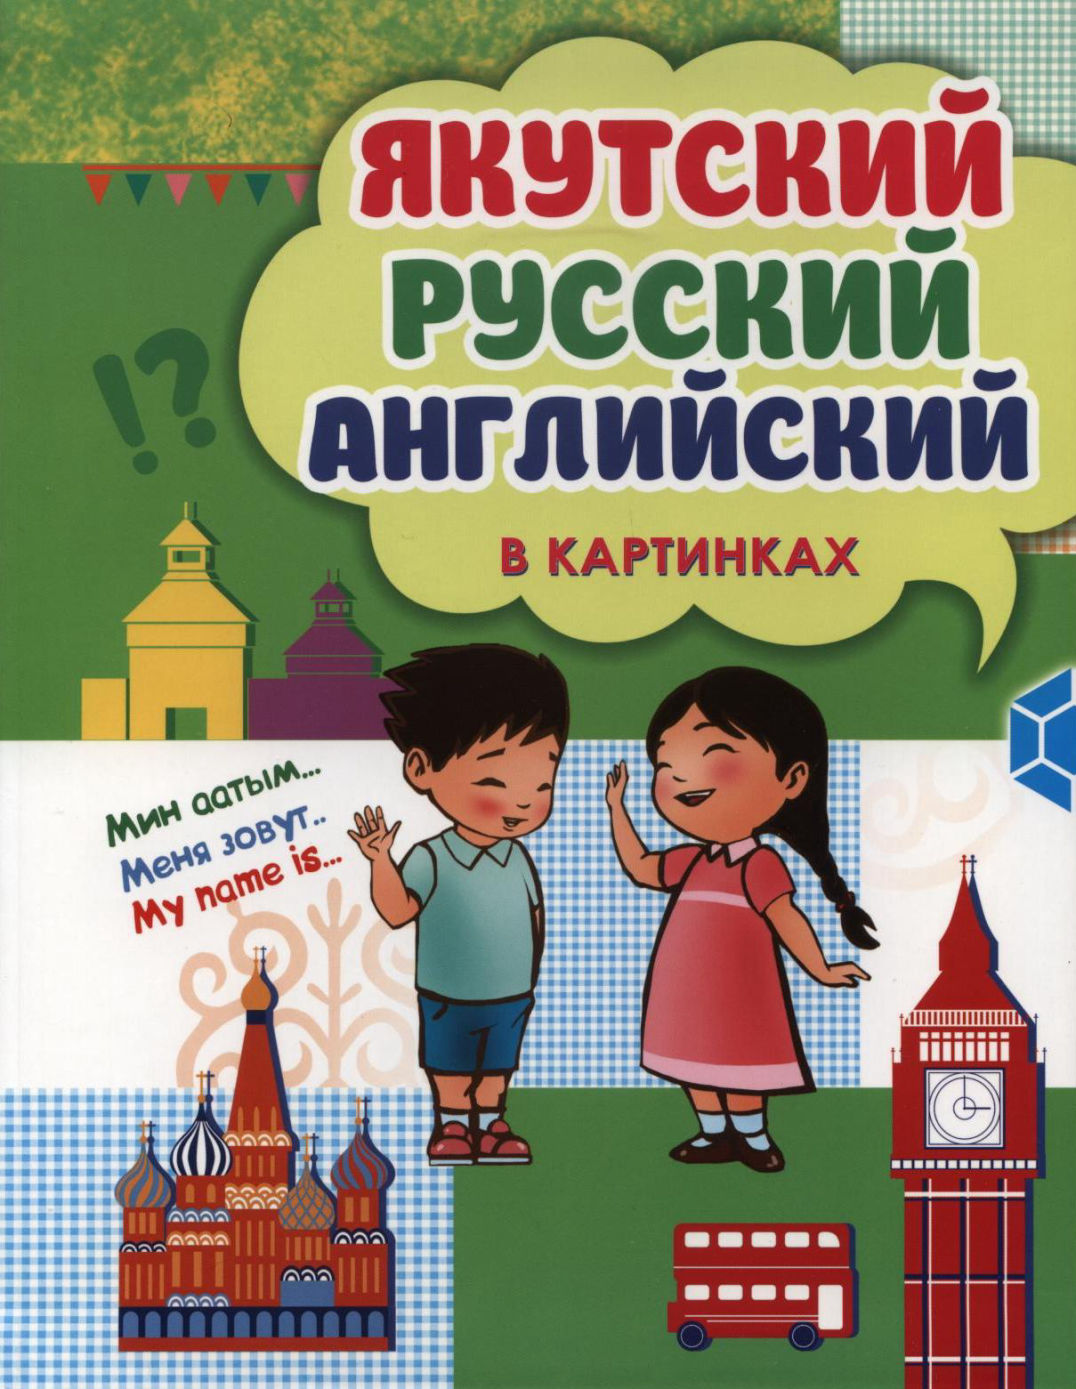 ЯКУТСКИЙ
РУССКИЙ
АНГЛИЙСКИЙ
В КАРТИНКАХ
!?
Мин аатым...
Меня зовут..
My name is...